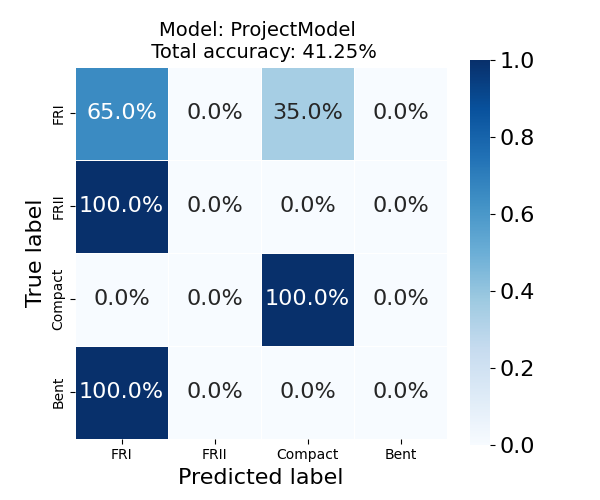 Model: ProjectModel
Total accuracy: 41.25%
True label
FRI
65.0% 0.0% 35.0% 0.0%
FRII
100.0% 0.0% 0.0% 0.0%
Compact
0.0% 0.0% 100.0% 0.0%
Bent
100.0% 0.0% 0.0% 0.0%
FRI FRII Compact Bent
Predicted label
1.0
0.8
0.6
0.4
0.2
0.0